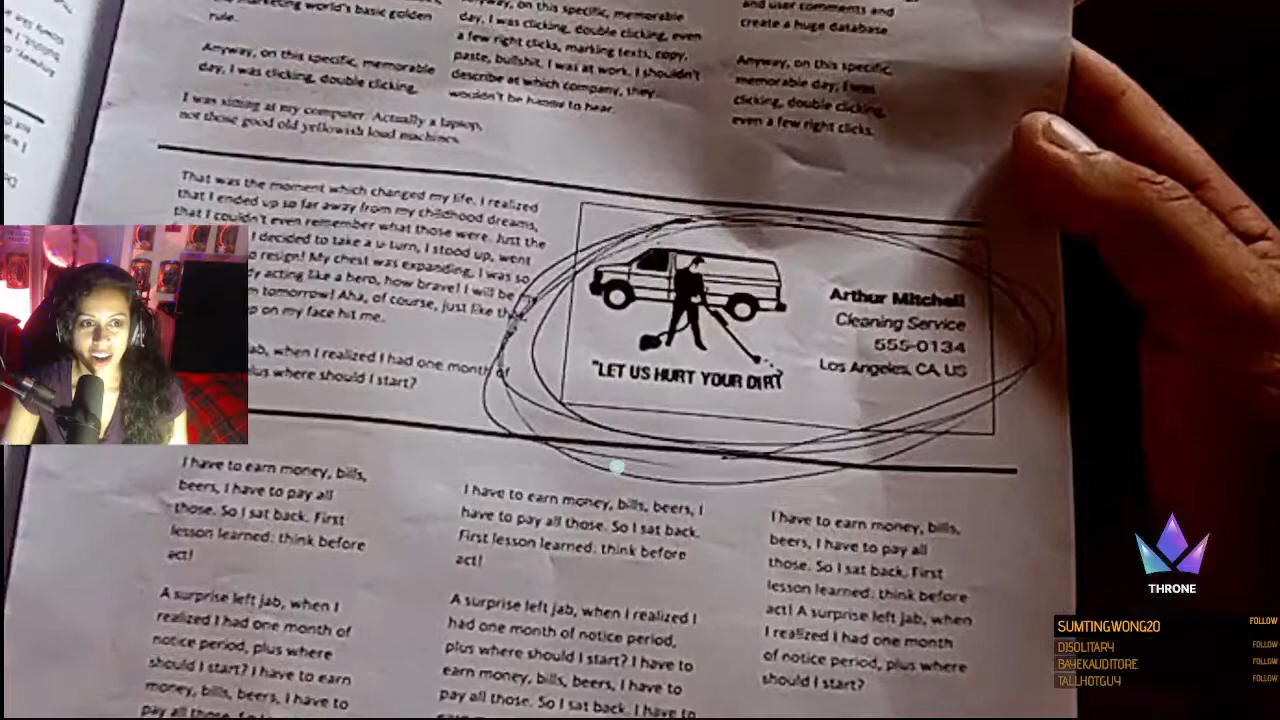 marketing world's basic golden
rule.
Anyway, on this specific, memorable
day, I was clicking, double clicking,
I was sitting at my computer. Actually a laptop,
not those good old yellowish loud machines.
day, I was clicking, double clicking, even
a few right clicks, marking texts, copy,
paste, bullshit. I was at work. I shouldn't
describe at which company, they
wouldn't be happy to hear.
and user comments and
create a huge database
Anyway, on this specific,
memorable day, I was
clicking, double clicking,
even a few right clicks.
That was the moment which changed my life. I realized
that I ended up so far away from my childhood dreams,
that I couldn't even remember what those were. Just the
I decided to take a u-turn, I stood up, went
resign! My chest was expanding, I was so
acting like a hero, how brave! I will be
tomorrow! Aha, of course, just like
on my face hit me.
when I realized I had one month of
plus where should I start?
Arthur Mitchell
Cleaning Service
555-0134
Los Angeles, CA, US
"LET US HURT YOUR DIRT
I have to earn money, bills,
beers, I have to pay all
those. So I sat back. First
lesson learned: think before
act!
A surprise left jab, when I
realized I had one month of
notice period, plus where
should I start? I have to earn
money, bills, beers, I have to
pay all those.
I have to earn money, bills, beers, I
have to pay all those. So I sat back.
First lesson learned: think before
act!
A surprise left jab, when I realized I
had one month of notice period,
plus where should I start? I have to
earn money, bills, beers, I have to
pay all those. So I sat back. I have to
I have to earn money, bills,
beers, I have to pay all
those. So I sat back. First
lesson learned: think before
act! A surprise left jab, when
I realized I had one month
of notice period, plus where
should I start?
THRONE
SUMTINGWONG20 FOLLOW
D1SOL1TARY FOLLOW
BAYEKAUDITORE FOLLOW
TALLHOTGUY FOLLOW